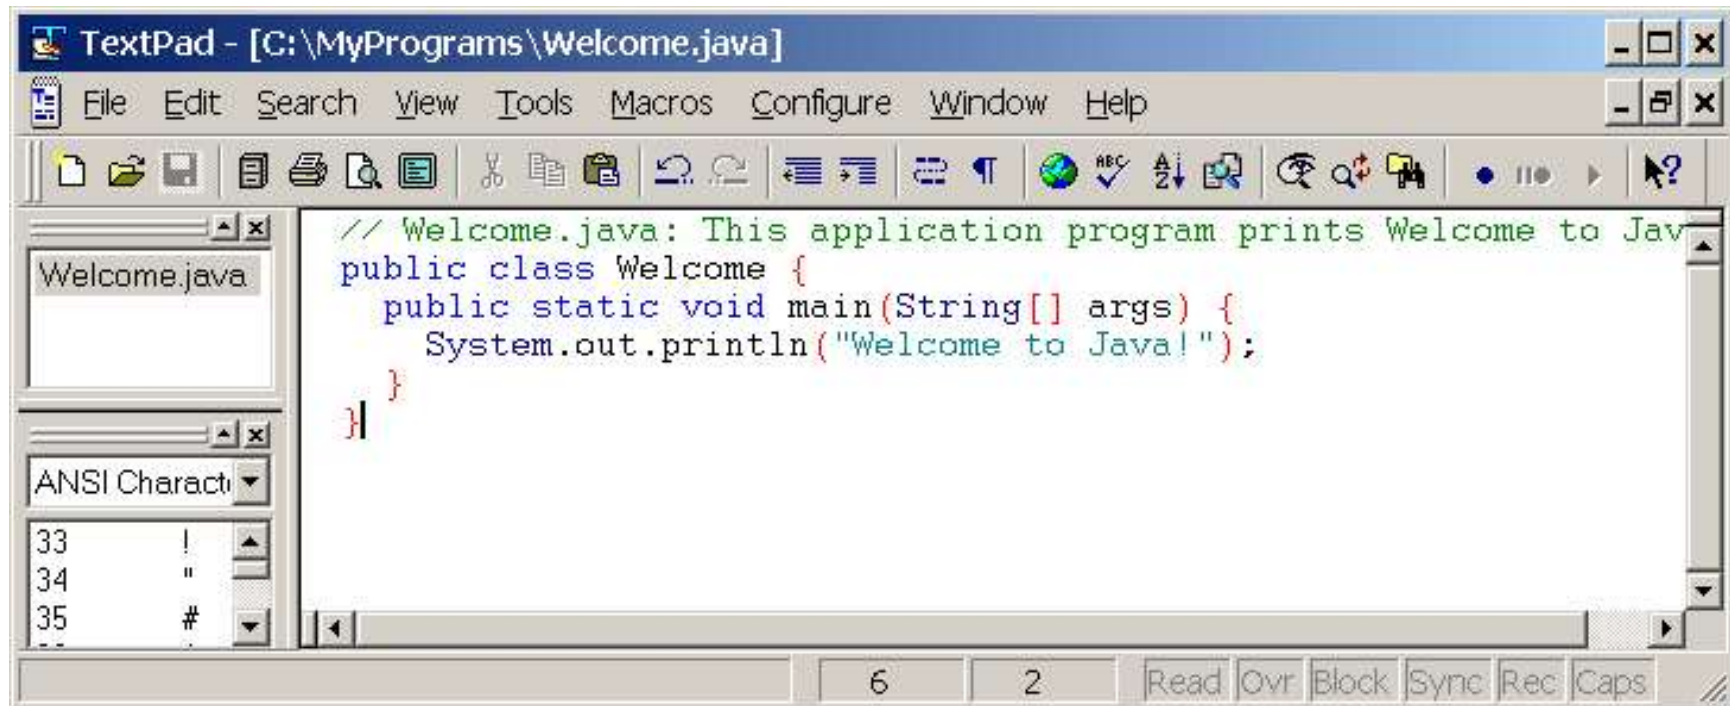 TextPad - [C:\MyPrograms\Welcome.java]
File Edit Search View Tools Macros Configure Window Help
ABC
A
Z
?
Welcome.java
// Welcome.java: This application program prints Welcome to Jav
public class Welcome {
  public static void main(String[] args) {
    System.out.println("Welcome to Java!");
  }
}
ANSI Charact
33 !
34 "
35 #
6 2 Read Ovr Block Sync Rec Caps